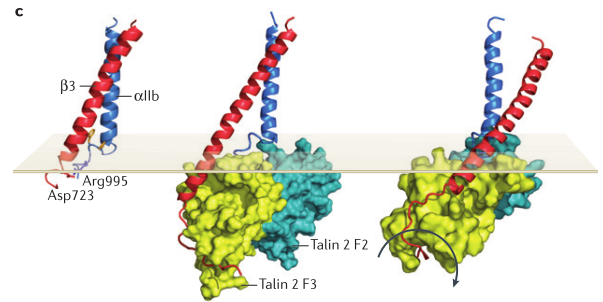 c
β3
αIIb
Arg995
Asp723
Talin 2 F2
Talin 2 F3